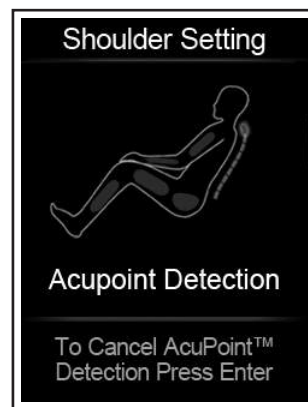 Shoulder Setting
Acupoint Detection
To Cancel AcuPoint™
Detection Press Enter